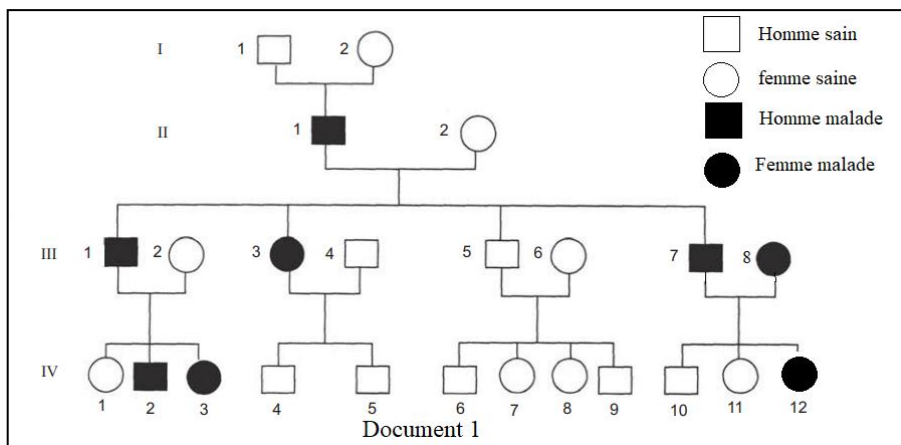 I 1 2
Homme sain
femme saine
II 1 2
Homme malade
Femme malade
III 1 2 3 4 5 6 7 8
IV
1 2 3 4 5 6 7 8 9 10 11 12
Document 1